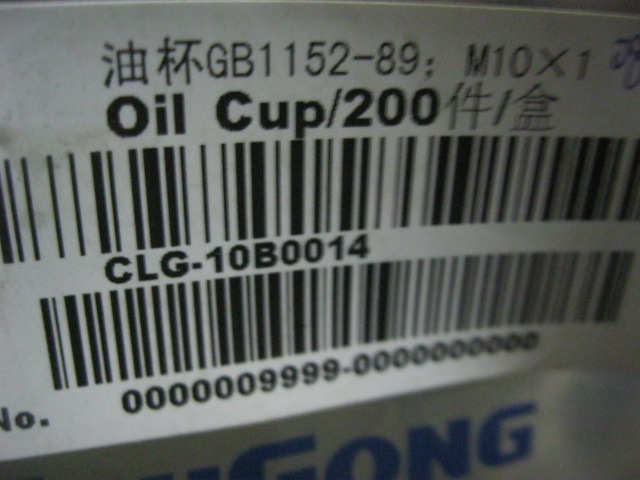 油杯GB1152-89; M10×1
Oil Cup/200件/盒
CLG-10B0014
0000009999-0000000000
No.
GONG